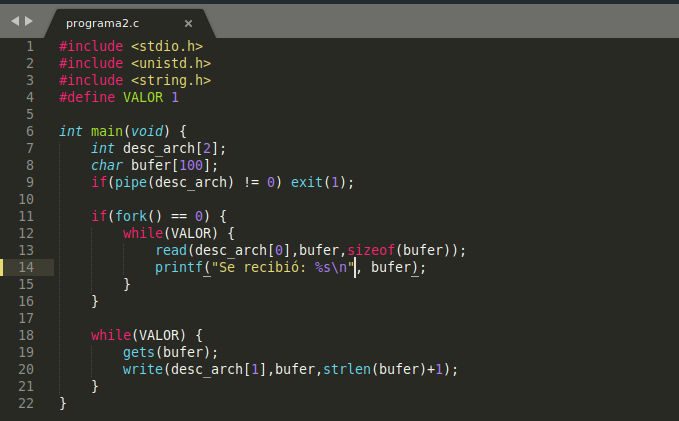 programa2.c ×
1 #include <stdio.h>
2 #include <unistd.h>
3 #include <string.h>
4 #define VALOR 1
5
6 int main(void) {
7     int desc_arch[2];
8     char bufer[100];
9     if(pipe(desc_arch) != 0) exit(1);
10
11     if(fork() == 0) {
12         while(VALOR) {
13             read(desc_arch[0],bufer,sizeof(bufer));
14             printf("Se recibió: %s\n", bufer);
15         }
16     }
17
18     while(VALOR) {
19         gets(bufer);
20         write(desc_arch[1],bufer,strlen(bufer)+1);
21     }
22 }